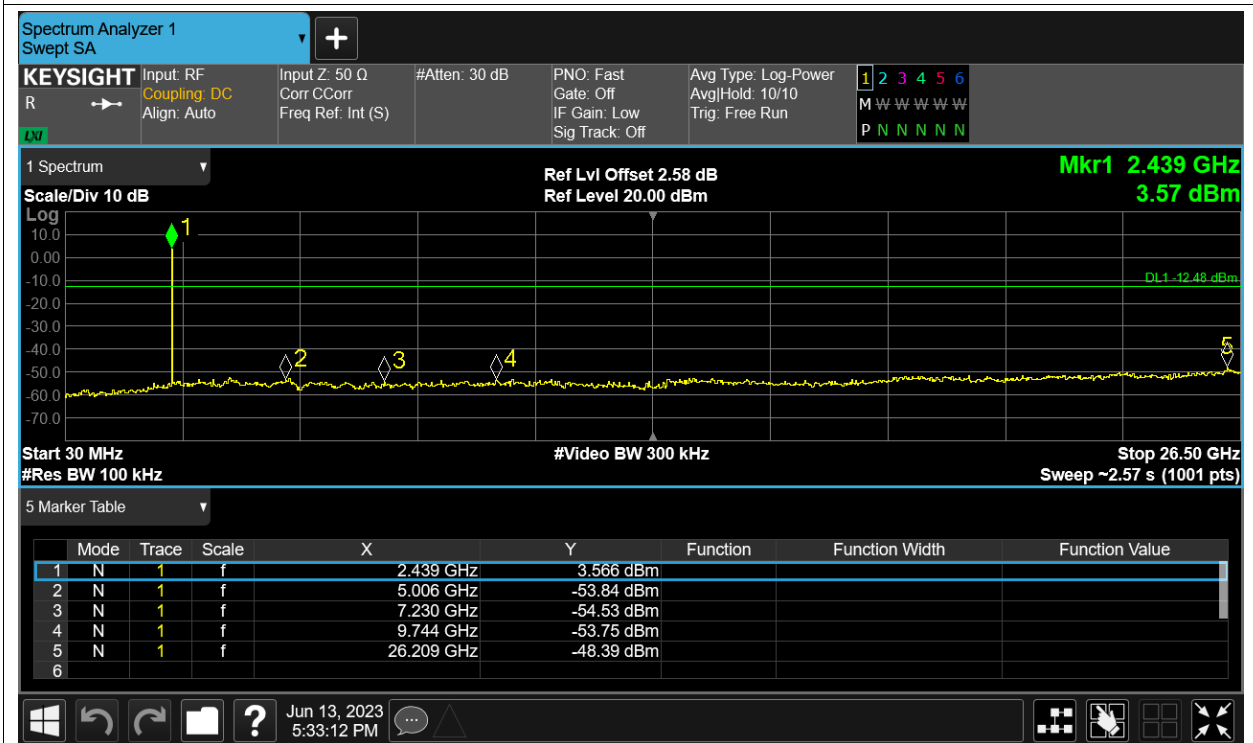 Spectrum Analyzer 1
Swept SA
KEYSIGHT
R
LXI
Input: RF
Coupling: DC
Align: Auto
Input Z: 50 Ω
Corr CCorr
Freq Ref: Int (S)
#Atten: 30 dB
PNO: Fast
Gate: Off
IF Gain: Low
Sig Track: Off
Avg Type: Log-Power
Avg|Hold: 10/10
Trig: Free Run
1 2 3 4 5 6
M W W W W W
P N N N N N
1 Spectrum
Scale/Div 10 dB
Ref Lvl Offset 2.58 dB
Ref Level 20.00 dBm
Mkr1 2.439 GHz
3.57 dBm
Log
10.0
0.00
-10.0
-20.0
-30.0
-40.0
-50.0
-60.0
-70.0
1
2
3
4
5
DL1 -12.48 dBm
Start 30 MHz
#Video BW 300 kHz
Stop 26.50 GHz
#Res BW 100 kHz
Sweep ~2.57 s (1001 pts)
5 Marker Table
Mode Trace Scale X Y Function Function Width Function Value
1 N 1 f 2.439 GHz 3.566 dBm
2 N 1 f 5.006 GHz -53.84 dBm
3 N 1 f 7.230 GHz -54.53 dBm
4 N 1 f 9.744 GHz -53.75 dBm
5 N 1 f 26.209 GHz -48.39 dBm
6
?
Jun 13, 2023
5:33:12 PM